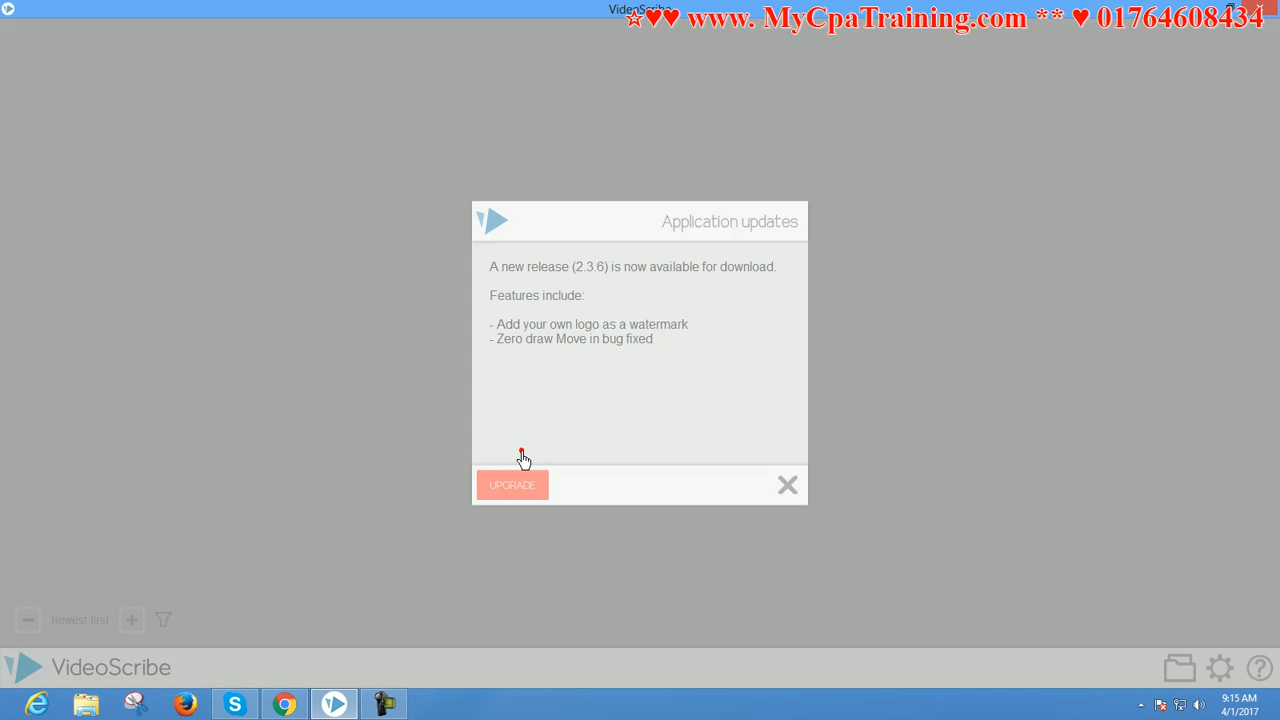 VideoScribe
☆♥♥ www. MyCpaTraining.com ** ♥ 01764608434
Application updates
A new release (2.3.6) is now available for download.
Features include:
- Add your own logo as a watermark
- Zero draw Move in bug fixed
UPGRADE
Newest first
VideoScribe
9:15 AM
4/1/2017